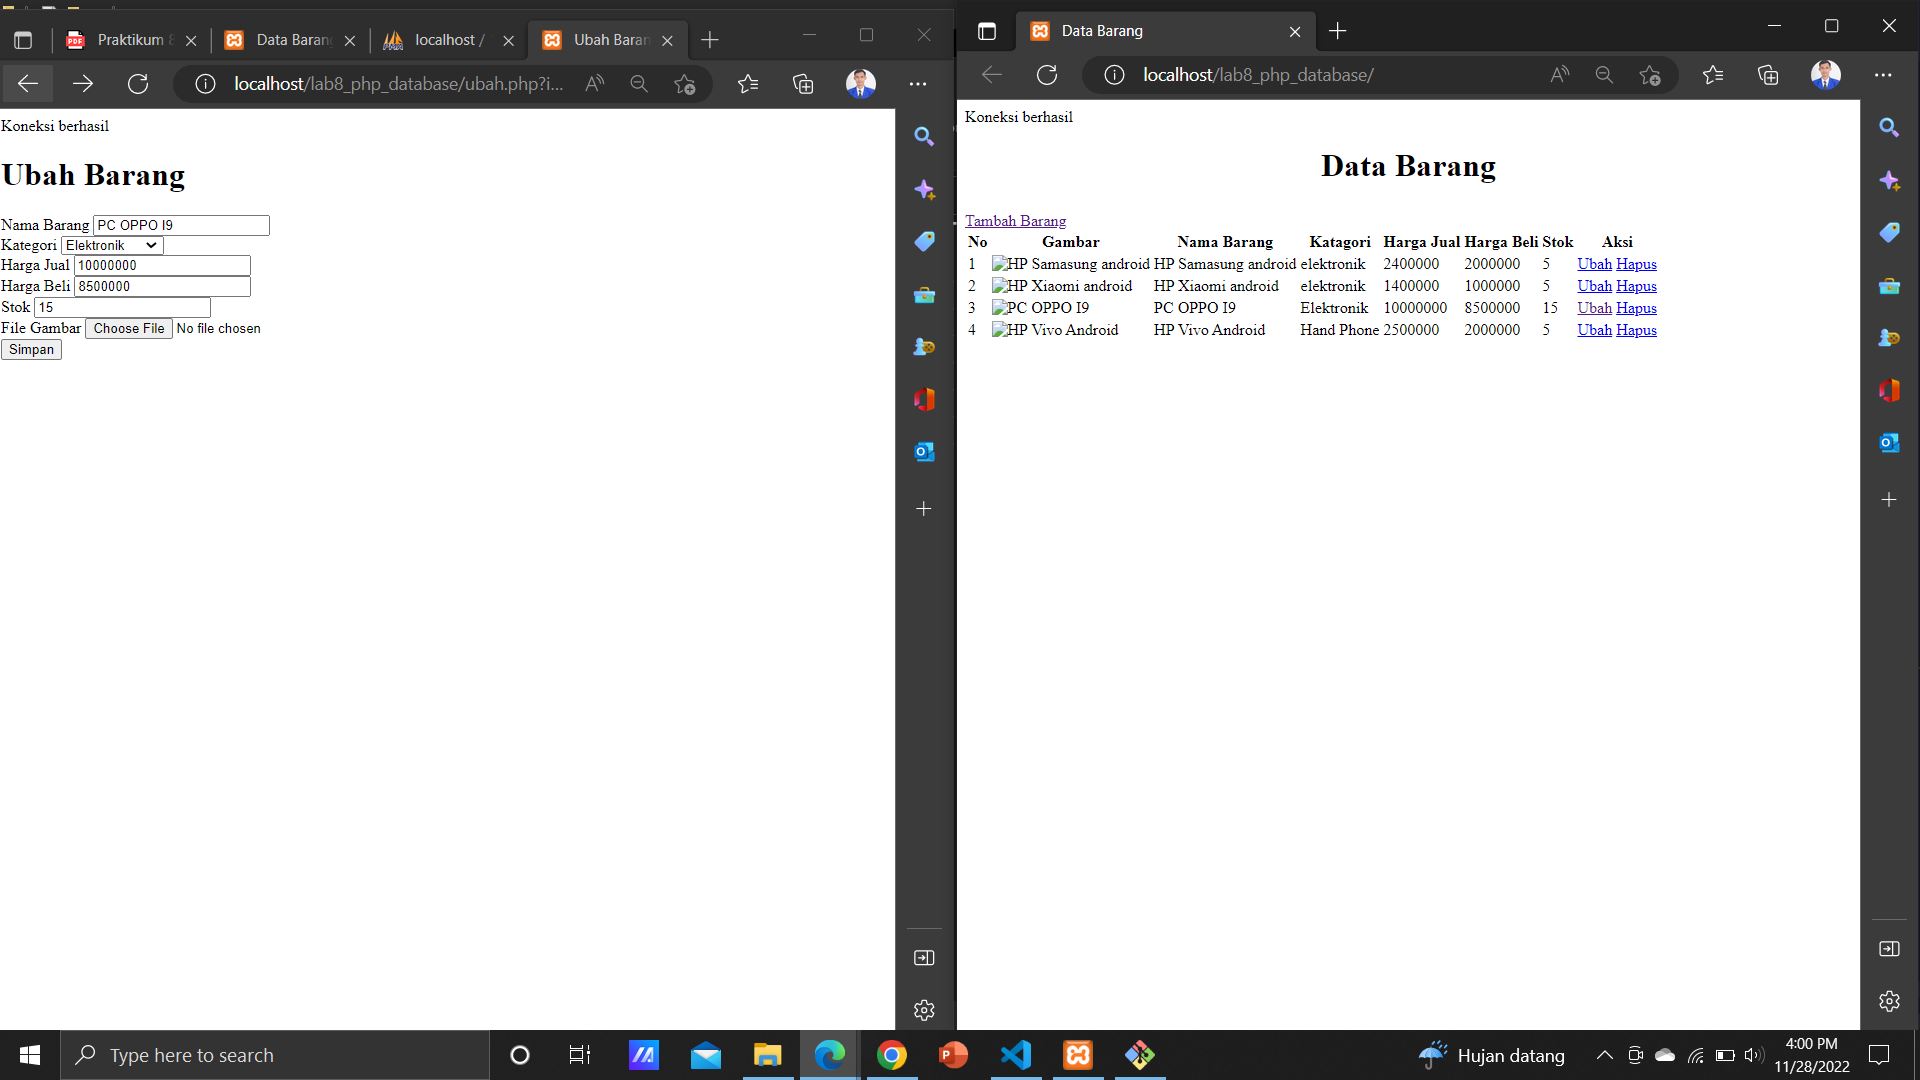 Praktikum 8
Data Barang
localhost /
Ubah Baran
localhost/lab8_php_database/ubah.php?i...
Koneksi berhasil
Ubah Barang
Nama Barang PC OPPO I9
Kategori Elektronik
Harga Jual 10000000
Harga Beli 8500000
Stok 15
File Gambar Choose File No file chosen
Simpan
Data Barang
localhost/lab8_php_database/
Koneksi berhasil
Data Barang
Tambah Barang
No Gambar Nama Barang Katagori Harga Jual Harga Beli Stok Aksi
1 HP Samasung android HP Samasung android elektronik 2400000 2000000 5 Ubah Hapus
2 HP Xiaomi android HP Xiaomi android elektronik 1400000 1000000 5 Ubah Hapus
3 PC OPPO I9 PC OPPO I9 Elektronik 10000000 8500000 15 Ubah Hapus
4 HP Vivo Android HP Vivo Android Hand Phone 2500000 2000000 5 Ubah Hapus
Type here to search
Hujan datang
4:00 PM
11/28/2022